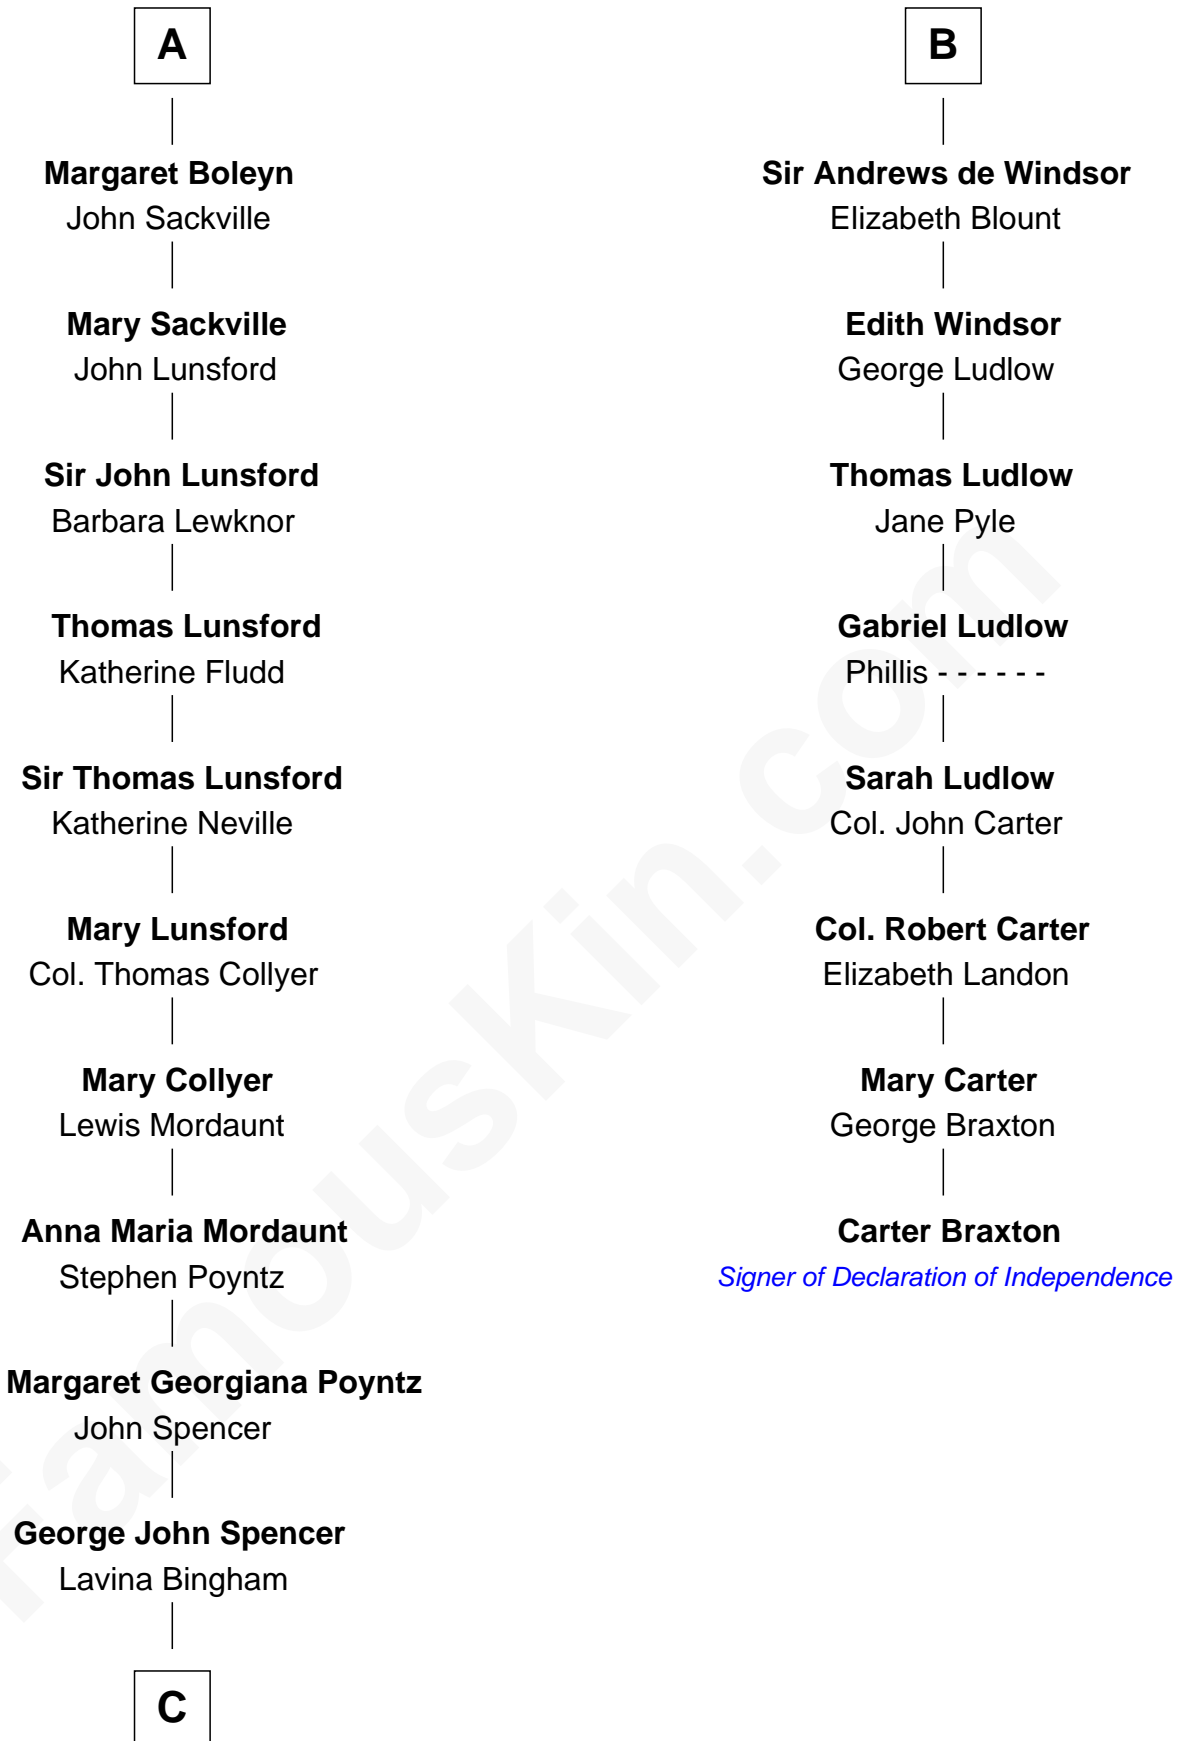 A
Margaret Boleyn
John Sackville
Mary Sackville
John Lunsford
Sir John Lunsford
Barbara Lewknor
Thomas Lunsford
Katherine Fludd
Sir Thomas Lunsford
Katherine Neville
Mary Lunsford
Col. Thomas Collyer
Mary Collyer
Lewis Mordaunt
Anna Maria Mordaunt
Stephen Poyntz
Margaret Georgiana Poyntz
John Spencer
George John Spencer
Lavina Bingham
C
B
Sir Andrews de Windsor
Elizabeth Blount
Edith Windsor
George Ludlow
Thomas Ludlow
Jane Pyle
Gabriel Ludlow
Phillis - - - - - -
Sarah Ludlow
Col. John Carter
Col. Robert Carter
Elizabeth Landon
Mary Carter
George Braxton
Carter Braxton
Signer of Declaration of Independence
FamousKin.com